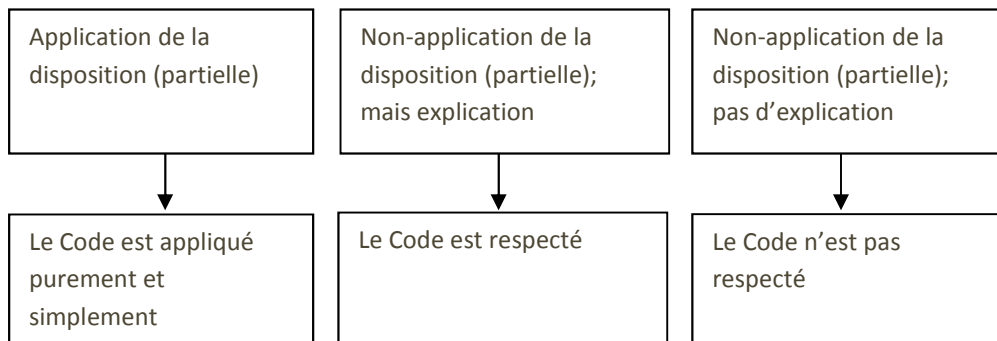 Application de la
disposition (partielle)
Non-application de la
disposition (partielle);
mais explication
Non-application de la
disposition (partielle);
pas d’explication
Le Code est appliqué
purement et
simplement
Le Code est respecté
Le Code n’est pas
respecté